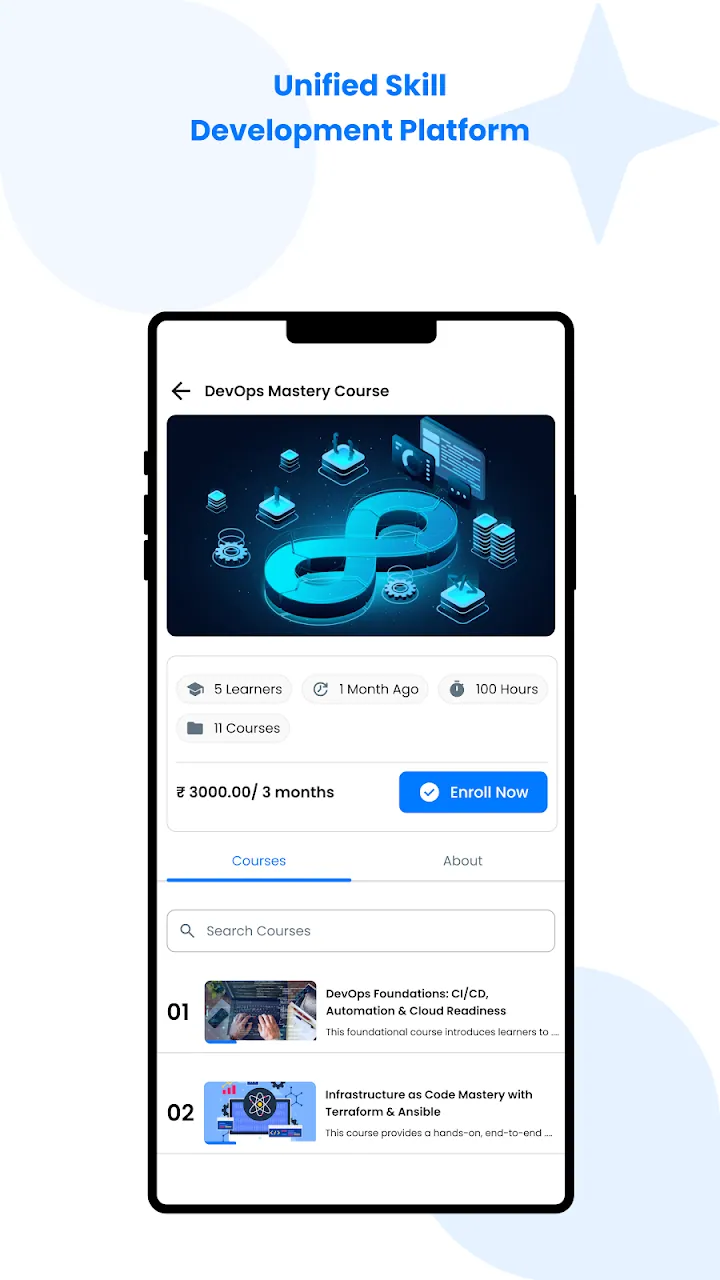 Unified Skill
Development Platform
DevOps Mastery Course
5 Learners
1 Month Ago
100 Hours
11 Courses
₹ 3000.00/ 3 months
Enroll Now
Courses
About
Search Courses
01
DevOps Foundations: CI/CD,
Automation & Cloud Readiness
This foundational course introduces learners to ....
02
Infrastructure as Code Mastery with
Terraform & Ansible
This course provides a hands-on, end-to-end ....